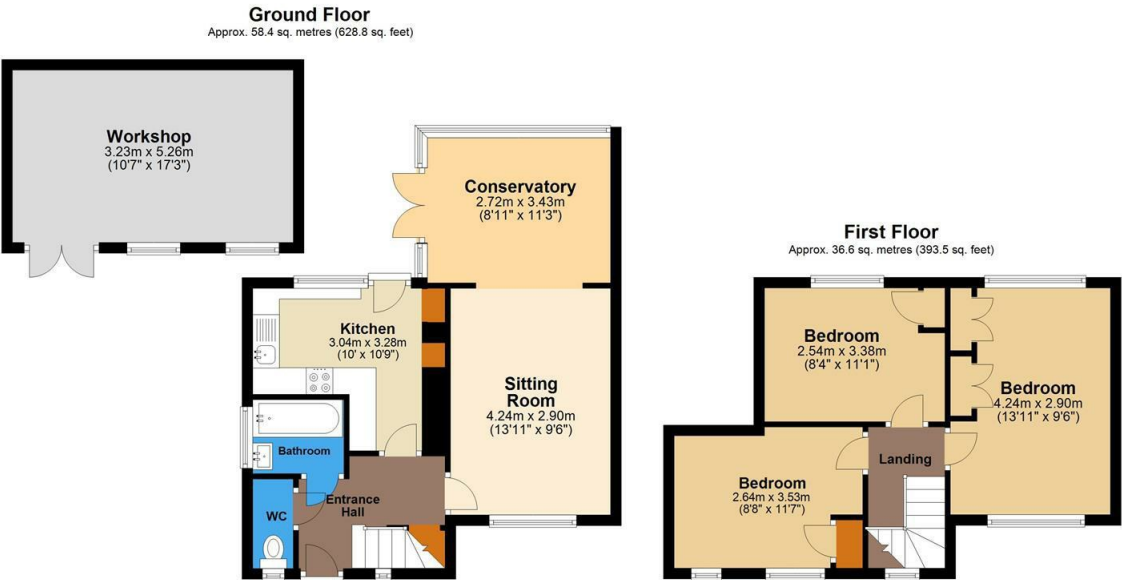 Ground Floor
Approx. 58.4 sq. metres (628.8 sq. feet)
Workshop
3.23m x 5.26m
(10'7" x 17'3")
Conservatory
2.72m x 3.43m
(8'11" x 11'3")
Kitchen
3.04m x 3.28m
(10' x 10'9")
Sitting
Room
4.24m x 2.90m
(13'11" x 9'6")
Bathroom
Entrance
Hall
WC
First Floor
Approx. 36.6 sq. metres (393.5 sq. feet)
Bedroom
2.54m x 3.38m
(8'4" x 11'1")
Bedroom
4.24m x 2.90m
(13'11" x 9'6")
Landing
Bedroom
2.64m x 3.53m
(8'8" x 11'7")